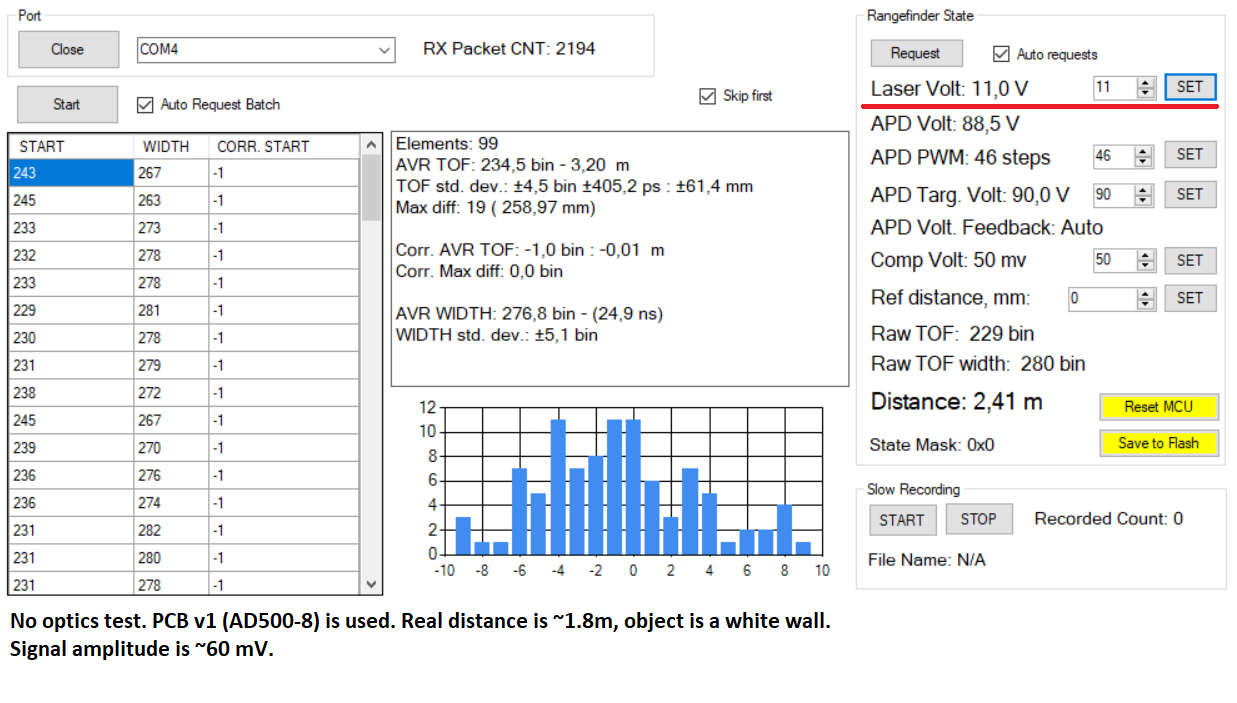 Port
Close
COM4
RX Packet CNT: 2194
Start
Auto Request Batch
Skip first
START WIDTH CORR. START
243 267 -1
245 263 -1
233 273 -1
232 278 -1
233 278 -1
229 281 -1
230 278 -1
231 279 -1
238 272 -1
245 267 -1
239 270 -1
236 276 -1
236 274 -1
231 282 -1
231 280 -1
231 278 -1
Elements: 99
AVR TOF: 234,5 bin - 3,20 m
TOF std. dev.: ±4,5 bin ±405,2 ps : ±61,4 mm
Max diff: 19 ( 258,97 mm)
Corr. AVR TOF: -1,0 bin : -0,01 m
Corr. Max diff: 0,0 bin
AVR WIDTH: 276,8 bin - (24,9 ns)
WIDTH std. dev.: ±5,1 bin
12
10
8
6
4
2
0
-10 -8 -6 -4 -2 0 2 4 6 8 10
Rangefinder State
Request
Auto requests
Laser Volt: 11,0 V 11 SET
APD Volt: 88,5 V
APD PWM: 46 steps 46 SET
APD Targ. Volt: 90,0 V 90 SET
APD Volt. Feedback: Auto
Comp Volt: 50 mv 50 SET
Ref distance, mm: 0 SET
Raw TOF: 229 bin
Raw TOF width: 280 bin
Distance: 2,41 m
Reset MCU
State Mask: 0x0
Save to Flash
Slow Recording
START STOP Recorded Count: 0
File Name: N/A
No optics test. PCB v1 (AD500-8) is used. Real distance is ~1.8m, object is a white wall.
Signal amplitude is ~60 mV.